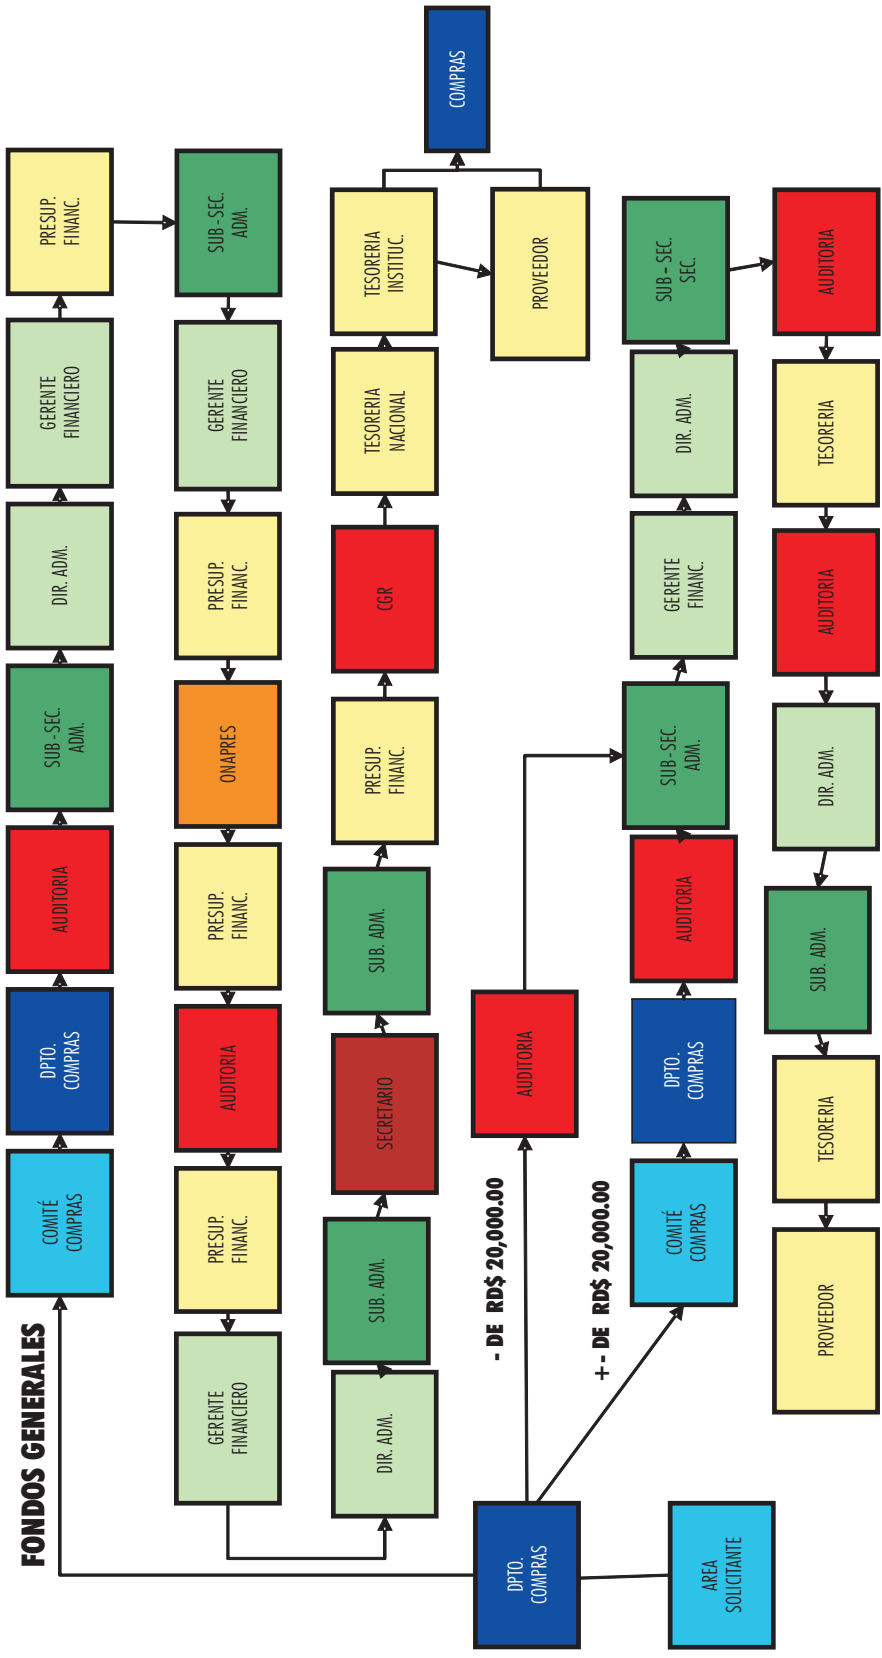 FONDOS GENERALES
COMITÉ
COMPRAS
DPTO.
COMPRAS
AUDITORIA
SUB-SEC.
ADM.
DIR. ADM.
GERENTE
FINANCIERO
PRESUP.
FINANC.
GERENTE
FINANCIERO
PRESUP.
FINANC.
AUDITORIA
PRESUP.
FINANC.
ONAPRES
PRESUP.
FINANC.
GERENTE
FINANCIERO
SUB-SEC.
ADM.
DIR. ADM.
SUB. ADM.
SECRETARIO
SUB. ADM.
PRESUP.
FINANC.
CGR
TESORERIA
NACIONAL
TESORERIA
INSTITUC.
COMPRAS
DPTO.
COMPRAS
- DE RD$ 20,000.00
AUDITORIA
PROVEEDOR
+- DE RD$ 20,000.00
AREA
SOLICITANTE
COMITÉ
COMPRAS
DPTO.
COMPRAS
AUDITORIA
SUB-SEC.
ADM.
GERENTE
FINANC.
DIR. ADM.
SUB-SEC.
SEC.
PROVEEDOR
TESORERIA
SUB. ADM.
DIR. ADM.
AUDITORIA
TESORERIA
AUDITORIA